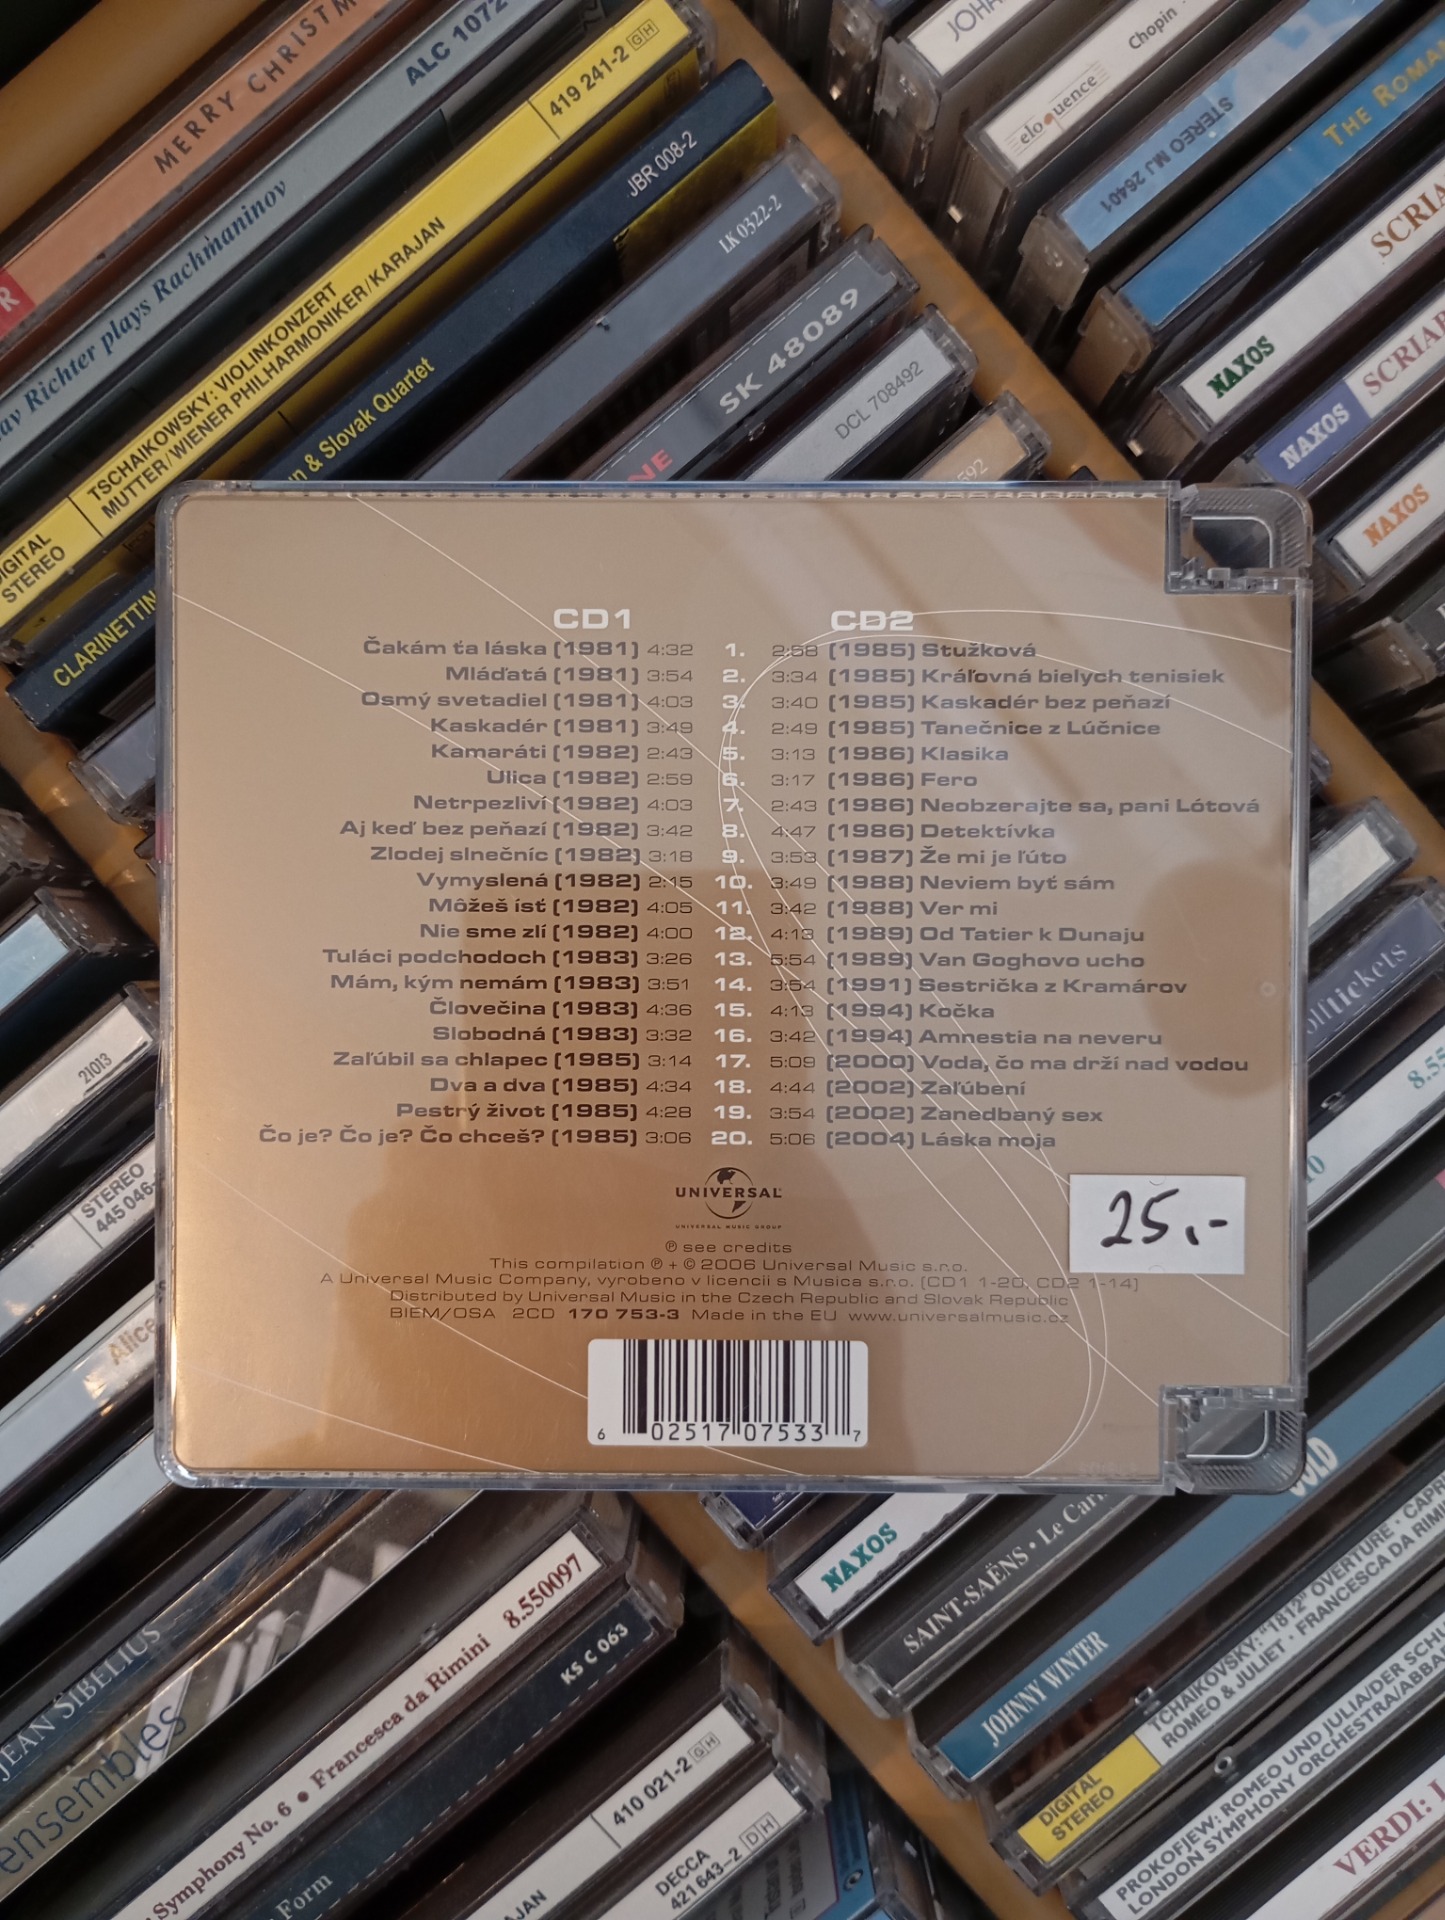 MERRY CHRISTM
ALC 1072
Richter plays Rachmaninov
419 241-2 GH
TSCHAIKOWSKY: VIOLINKONZERT
MUTTER/WIENER PHILHARMONIKER/KARAJAN
DIGITAL
STEREO
JBR 008-2
& Slovak Quartet
LK 0322-2
SK 48089
DCL 708492
Chopin
eloquence
STEREO MJ 26401
THE ROMA
NAXOS
SCRIA
NAXOS
SCRIAB
NAXOS
CD1
CD2
Čakám ťa láska (1981) 4:32 1. 2:58 (1985) Stužková
Mláďatá (1981) 3:54 2. 3:34 (1985) Kráľovná bielych tenisiek
Osmý svetadiel (1981) 4:03 3. 3:40 (1985) Kaskadér bez peňazí
Kaskadér (1981) 3:49 4. 2:49 (1985) Tanečnice z Lúčnice
Kamaráti (1982) 2:43 5. 3:13 (1986) Klasika
Ulica (1982) 2:59 6. 3:17 (1986) Fero
Netrpezliví (1982) 4:03 7. 2:43 (1986) Neobzerajte sa, pani Lótová
Aj keď bez peňazí (1982) 3:42 8. 4:47 (1986) Detektívka
Zlodej slnečníc (1982) 3:18 9. 3:53 (1987) Že mi je ľúto
Vymyslená (1982) 2:15 10. 3:49 (1988) Neviem byť sám
Môžeš ísť (1982) 4:05 11. 3:42 (1988) Ver mi
Nie sme zlí (1982) 4:00 12. 4:13 (1989) Od Tatier k Dunaju
Tuláci podchodoch (1983) 3:26 13. 5:54 (1989) Van Goghovo ucho
Mám, kým nemám (1983) 3:51 14. 3:54 (1991) Sestrička z Kramárov
Človečina (1983) 4:36 15. 4:13 (1994) Kočka
Slobodná (1983) 3:32 16. 3:42 (1994) Amnestia na neveru
Zaľúbil sa chlapec (1985) 3:14 17. 5:09 (2000) Voda, čo ma drží nad vodou
Dva a dva (1985) 4:34 18. 4:44 (2002) Zaľúbení
Pestrý život (1985) 4:28 19. 3:54 (2002) Zanedbaný sex
Čo je? Čo je? Čo chceš? (1985) 3:06 20. 5:06 (2004) Láska moja
UNIVERSAL
UNIVERSAL MUSIC GROUP
25,-
℗ see credits
This compilation ℗ + © 2006 Universal Music s.r.o.
A Universal Music Company, vyrobeno v licencii s Musica s.r.o. (CD1 1-20, CD2 1-14)
Distributed by Universal Music in the Czech Republic and Slovak Republic
BIEM/OSA 2CD 170 753-3 Made in the EU www.universalmusic.cz
6 02517 07533 7
21013
STEREO
445 046-
Alice
JEAN SIBELIUS
ensembles
Symphony No. 6 • Francesca da Rimini 8.550097
KS C 063
Form
410 021-2 GH
DECCA
421 643-2 DH
NAXOS
SAINT-SAËNS • Le Carn
JOHNNY WINTER
DIGITAL
STEREO
TCHAIKOVSKY: "1812" OVERTURE · CAPR
ROMEO & JULIET · FRANCESCA DA RIMI
PROKOFJEW: ROMEO UND JULIA/DER SCHU
LONDON SYMPHONY ORCHESTRA/ABBA
VERDI: